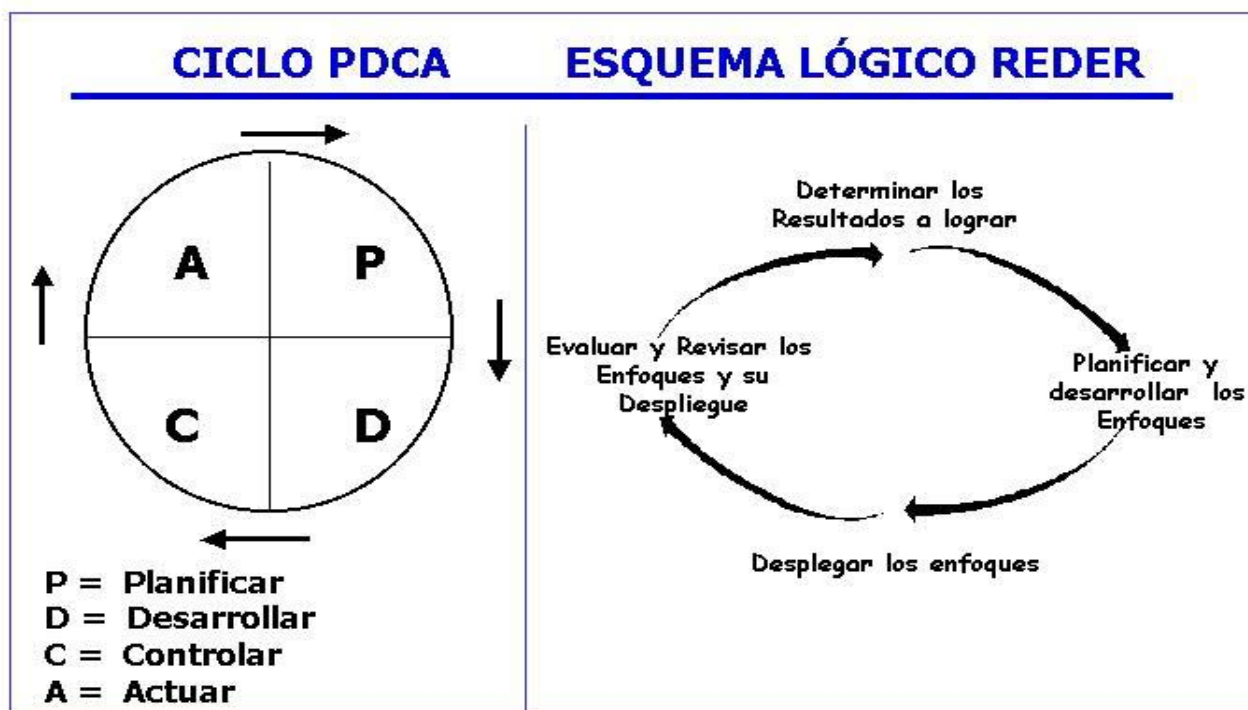 CICLO PDCA
ESQUEMA LÓGICO REDER
A
P
C
D
P = Planificar
D = Desarrollar
C = Controlar
A = Actuar
Determinar los
Resultados a lograr
Planificar y
desarrollar los
Enfoques
Desplegar los enfoques
Evaluar y Revisar los
Enfoques y su
Despliegue